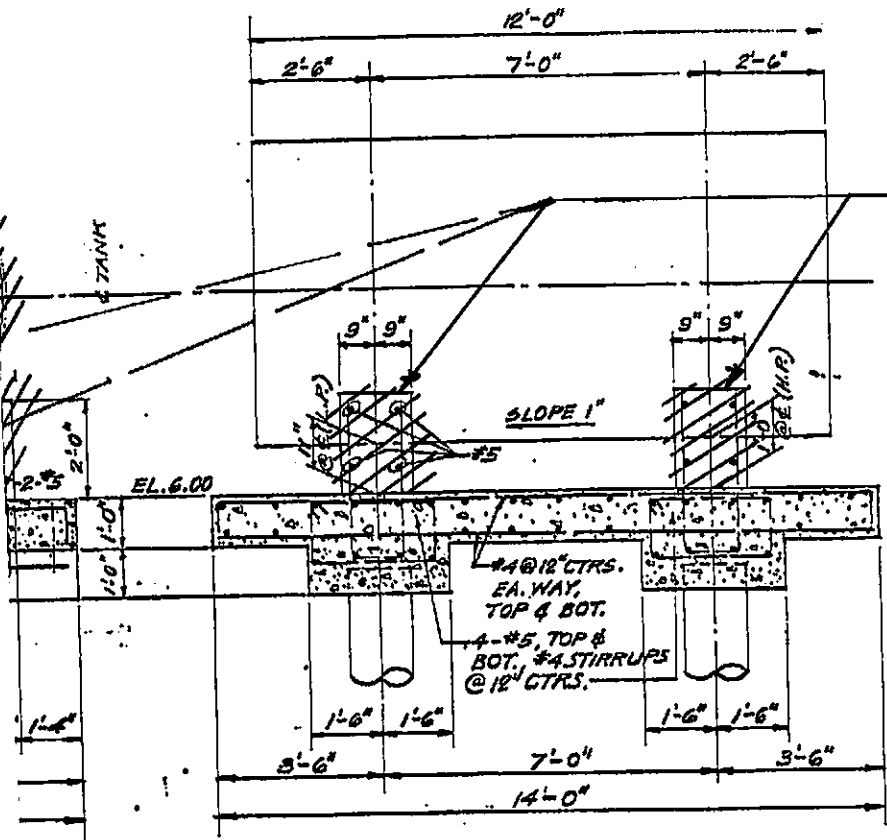 12'-0"
2'-6" 7'-0" 2'-6"
℄ TANK
9" 9" 9" 9"
SLOPE 1"
@ ℄ (L.P.)
1'-0" @ ℄ (H.P.)
#5
2'-0"
2-#5
EL. 6.00
1'-0"
1'-0"
#4 @ 12" CTRS.
EA. WAY,
TOP & BOT.
4-#5, TOP &
BOT., #4 STIRRUPS
@ 12" CTRS.
1'-4" 1'-6" 1'-6" 1'-6" 1'-6"
3'-6" 7'-0" 3'-6"
14'-0"